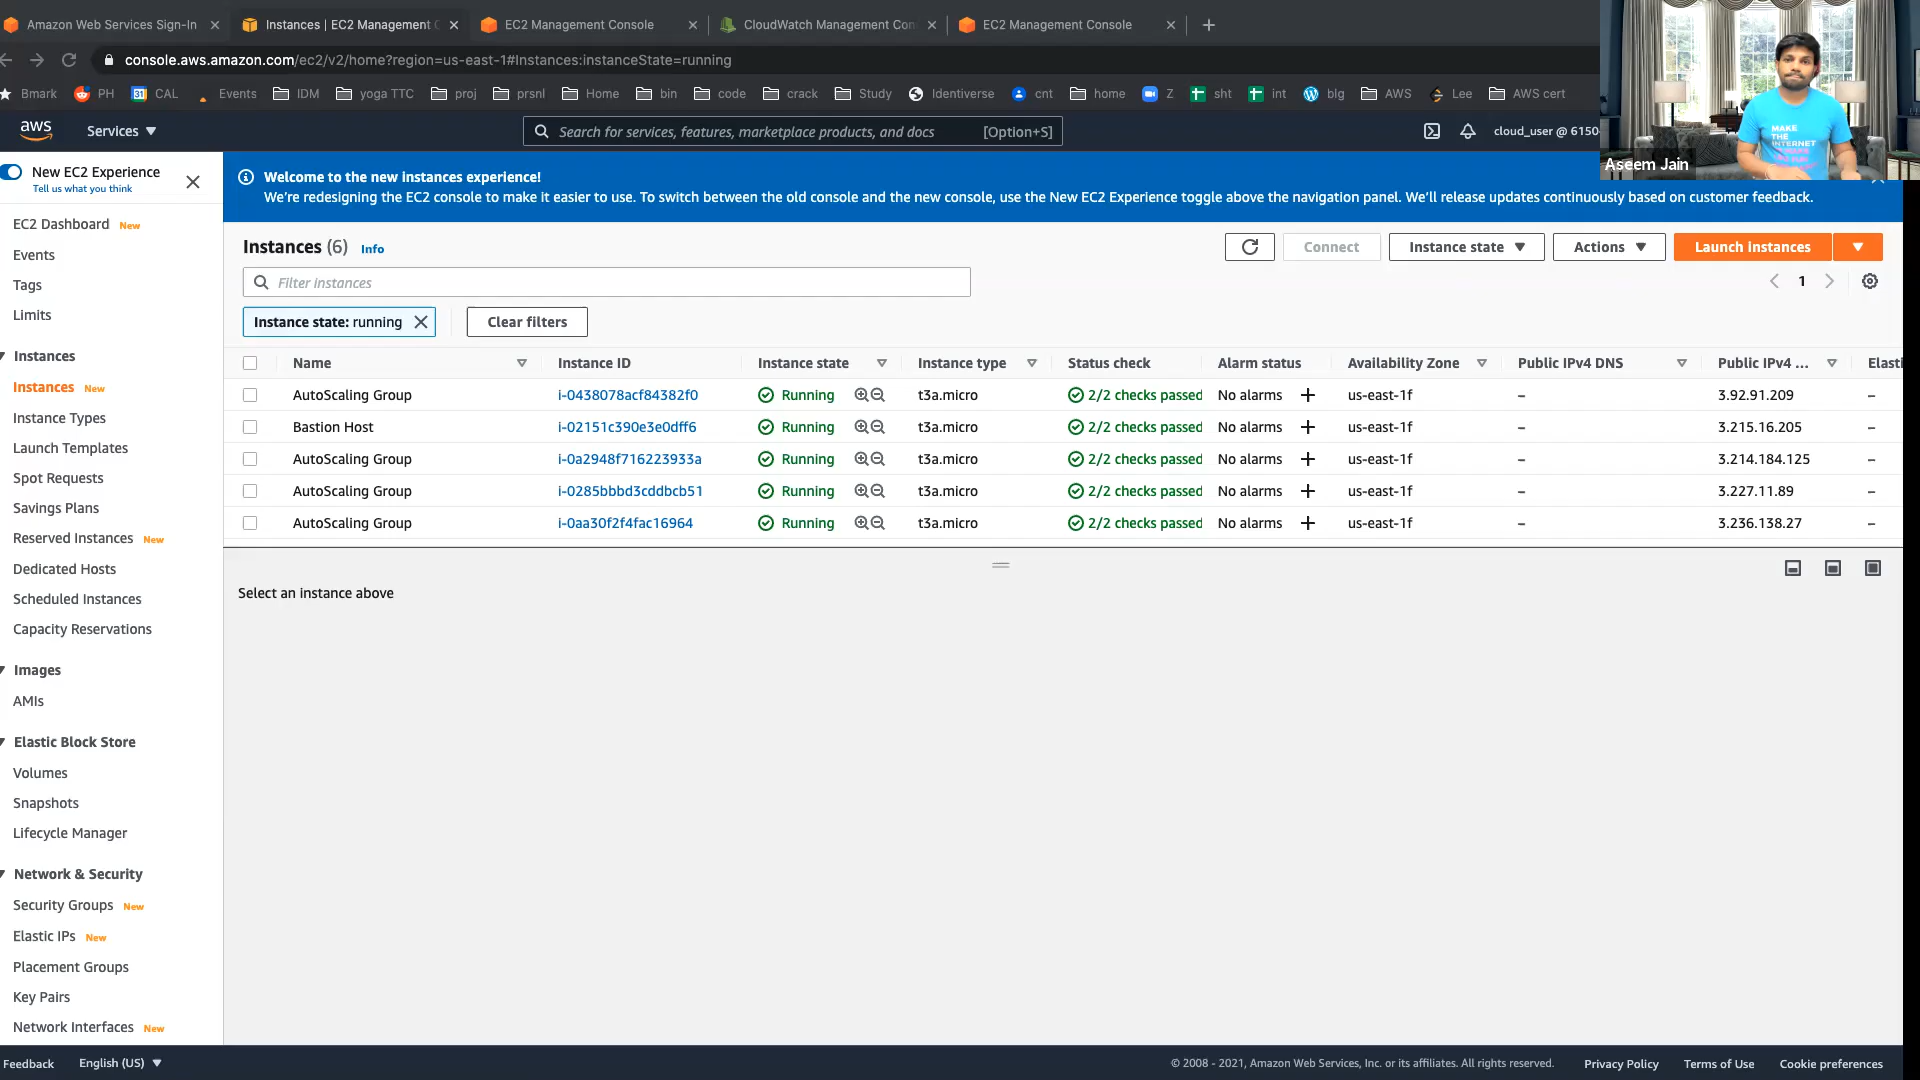 Amazon Web Services Sign-In
Instances | EC2 Management C
EC2 Management Console
CloudWatch Management Con
EC2 Management Console
console.aws.amazon.com/ec2/v2/home?region=us-east-1#Instances:instanceState=running
Bmark PH CAL Events IDM yoga TTC proj prsnl Home bin code crack Study Identiverse cnt home Z sht int blg AWS Lee AWS cert
aws Services Search for services, features, marketplace products, and docs [Option+S] cloud_user @ 6150
Aseem Jain
MAKE
THE
INTERNET
New EC2 Experience
Tell us what you think
Welcome to the new instances experience!
We're redesigning the EC2 console to make it easier to use. To switch between the old console and the new console, use the New EC2 Experience toggle above the navigation panel. We'll release updates continuously based on customer feedback.
EC2 Dashboard New
Events
Tags
Limits
Instances
Instances New
Instance Types
Launch Templates
Spot Requests
Savings Plans
Reserved Instances New
Dedicated Hosts
Scheduled Instances
Capacity Reservations
Images
AMIs
Elastic Block Store
Volumes
Snapshots
Lifecycle Manager
Network & Security
Security Groups New
Elastic IPs New
Placement Groups
Key Pairs
Network Interfaces New
Instances (6) Info
Connect Instance state Actions Launch instances
Filter instances
1
Instance state: running Clear filters
Name Instance ID Instance state Instance type Status check Alarm status Availability Zone Public IPv4 DNS Public IPv4 ... Elasti
AutoScaling Group i-0438078acf84382f0 Running t3a.micro 2/2 checks passed No alarms + us-east-1f – 3.92.91.209 –
Bastion Host i-02151c390e3e0dff6 Running t3a.micro 2/2 checks passed No alarms + us-east-1f – 3.215.16.205 –
AutoScaling Group i-0a2948f716223933a Running t3a.micro 2/2 checks passed No alarms + us-east-1f – 3.214.184.125 –
AutoScaling Group i-0285bbbd3cddbcb51 Running t3a.micro 2/2 checks passed No alarms + us-east-1f – 3.227.11.89 –
AutoScaling Group i-0aa30f2f4fac16964 Running t3a.micro 2/2 checks passed No alarms + us-east-1f – 3.236.138.27 –
Select an instance above
Feedback English (US) © 2008 - 2021, Amazon Web Services, Inc. or its affiliates. All rights reserved. Privacy Policy Terms of Use Cookie preferences